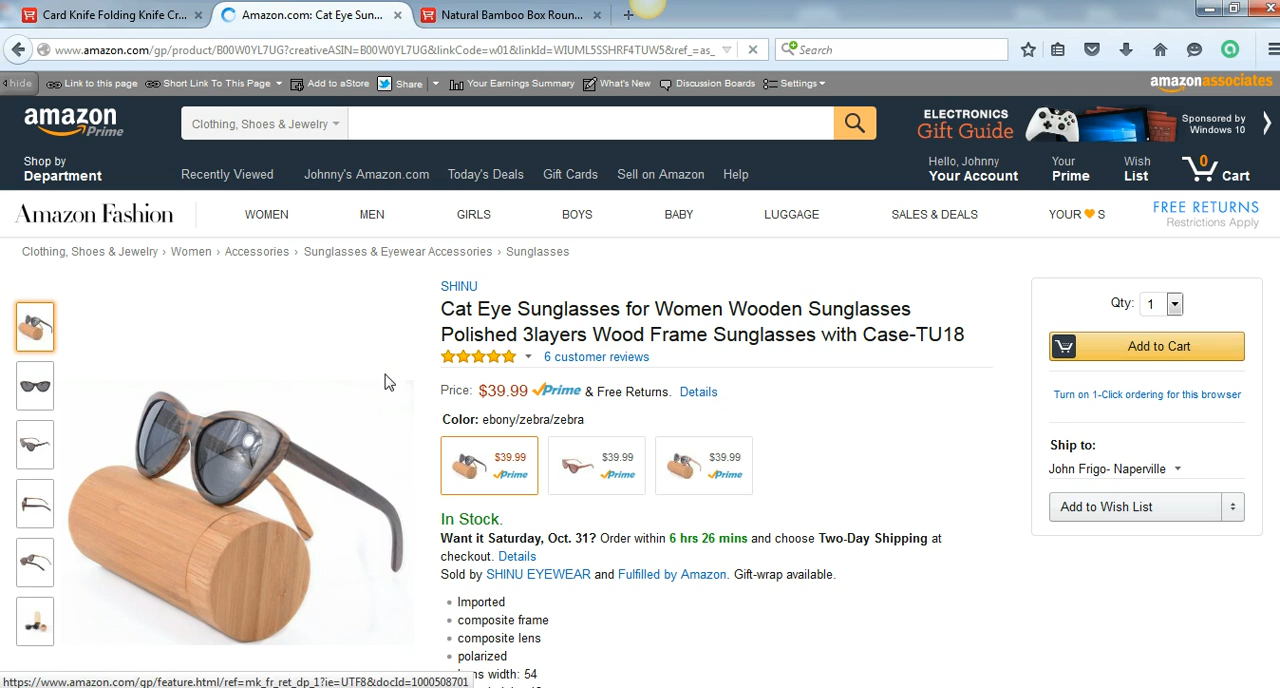 Card Knife Folding Knife Cr...
Amazon.com: Cat Eye Sun...
Natural Bamboo Box Roun...
www.amazon.com/gp/product/B00W0YL7UG?creativeASIN=B00W0YL7UG&linkCode=w01&linkId=WIUML5SSHRF4TUW5&ref_=as_
Search
hide
Link to this page
Short Link To This Page
Add to aStore
Share
Your Earnings Summary
What's New
Discussion Boards
Settings
amazonassociates
amazon
Prime
Clothing, Shoes & Jewelry
ELECTRONICS
Gift Guide
Sponsored by
Windows 10
Shop by
Department
Recently Viewed
Johnny's Amazon.com
Today's Deals
Gift Cards
Sell on Amazon
Help
Hello, Johnny
Your Account
Your
Prime
Wish
List
0
Cart
Amazon Fashion
WOMEN
MEN
GIRLS
BOYS
BABY
LUGGAGE
SALES & DEALS
YOUR S
FREE RETURNS
Restrictions Apply
Clothing, Shoes & Jewelry › Women › Accessories › Sunglasses & Eyewear Accessories › Sunglasses
SHINU
Cat Eye Sunglasses for Women Wooden Sunglasses
Polished 3layers Wood Frame Sunglasses with Case-TU18
6 customer reviews
Price: $39.99 Prime & Free Returns. Details
Color: ebony/zebra/zebra
$39.99
Prime
$39.99
Prime
$39.99
Prime
In Stock.
Want it Saturday, Oct. 31? Order within 6 hrs 26 mins and choose Two-Day Shipping at
checkout. Details
Sold by SHINU EYEWEAR and Fulfilled by Amazon. Gift-wrap available.
Imported
composite frame
composite lens
polarized
width: 54
Qty: 1
Add to Cart
Turn on 1-Click ordering for this browser
Ship to:
John Frigo- Naperville
Add to Wish List
https://www.amazon.com/gp/feature.html/ref=mk_fr_ret_dp_1?ie=UTF8&docId=1000508701